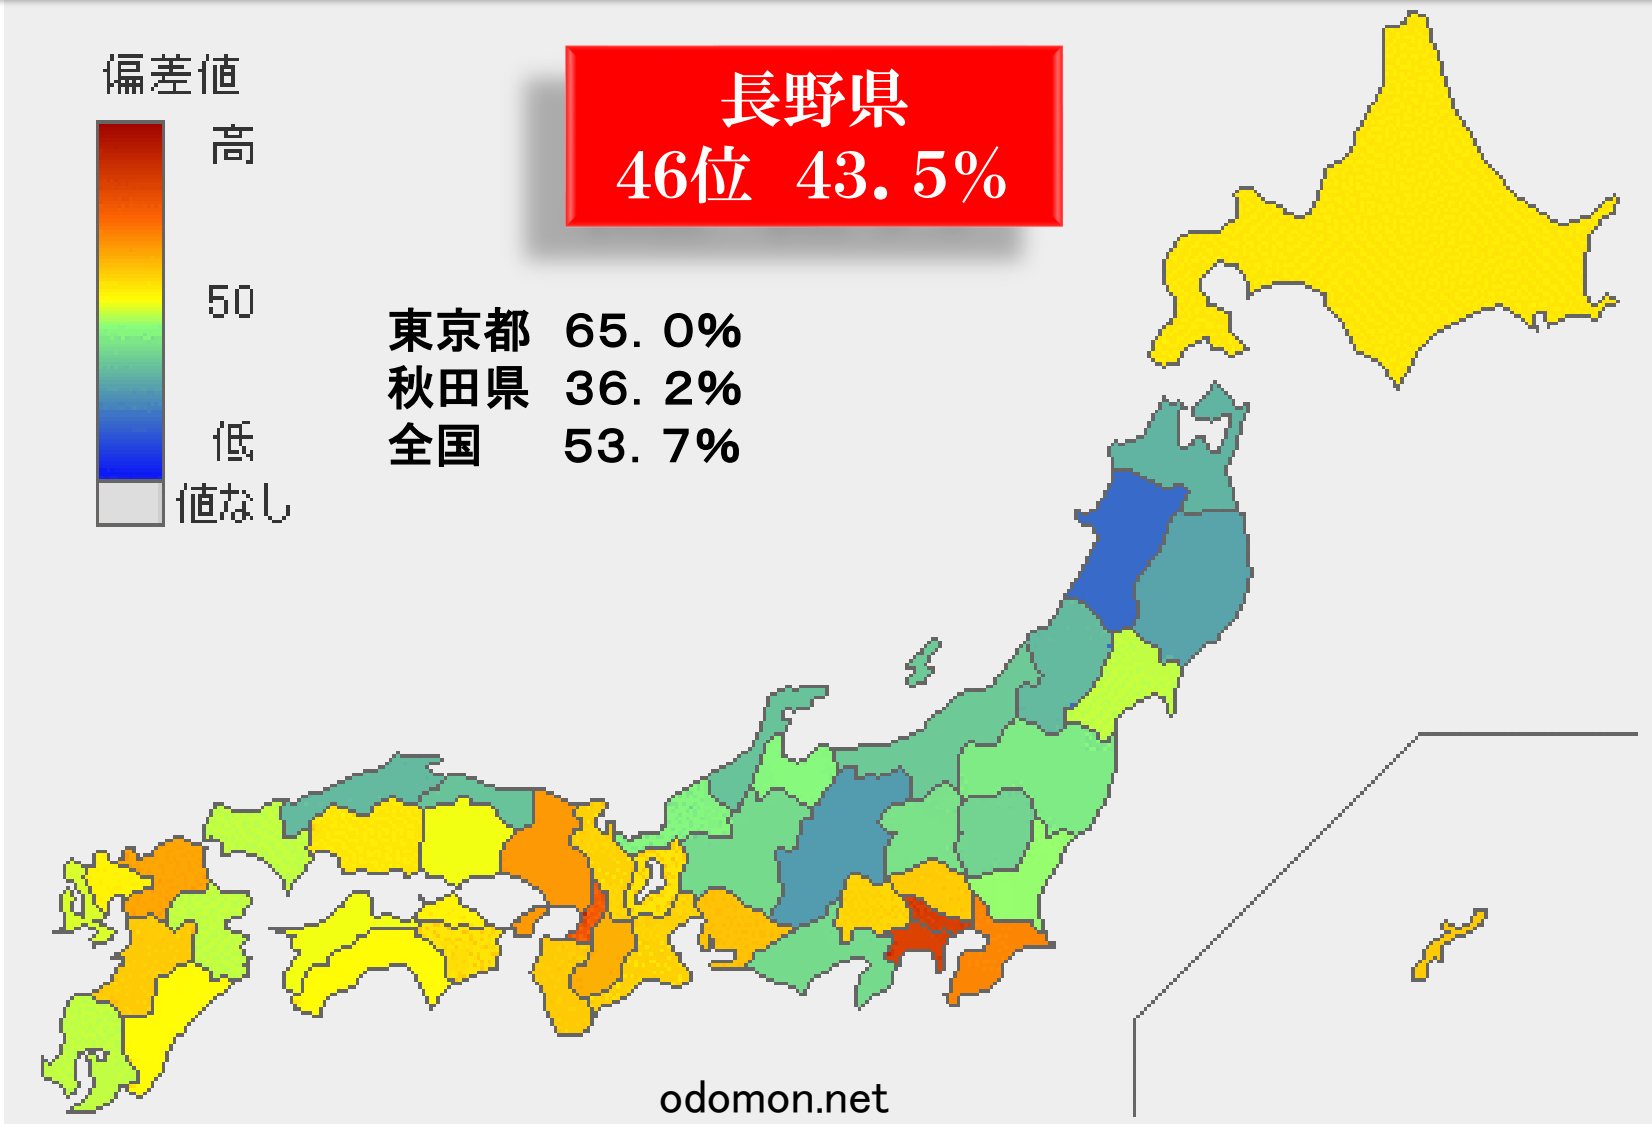 偏差値
高
50
低
値なし
長野県
46位 43.5%
東京都 65.0%
秋田県 36.2%
全国 53.7%
odomon.net